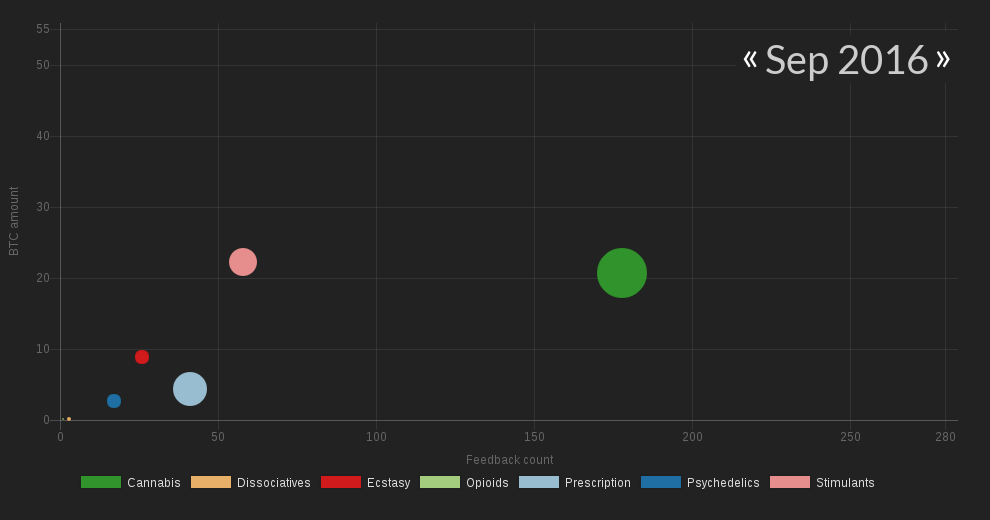 « Sep 2016 »
55
50
40
30
20
10
0
BTC amount
0 50 100 150 200 250 280
Feedback count
Cannabis Dissociatives Ecstasy Opioids Prescription Psychedelics Stimulants